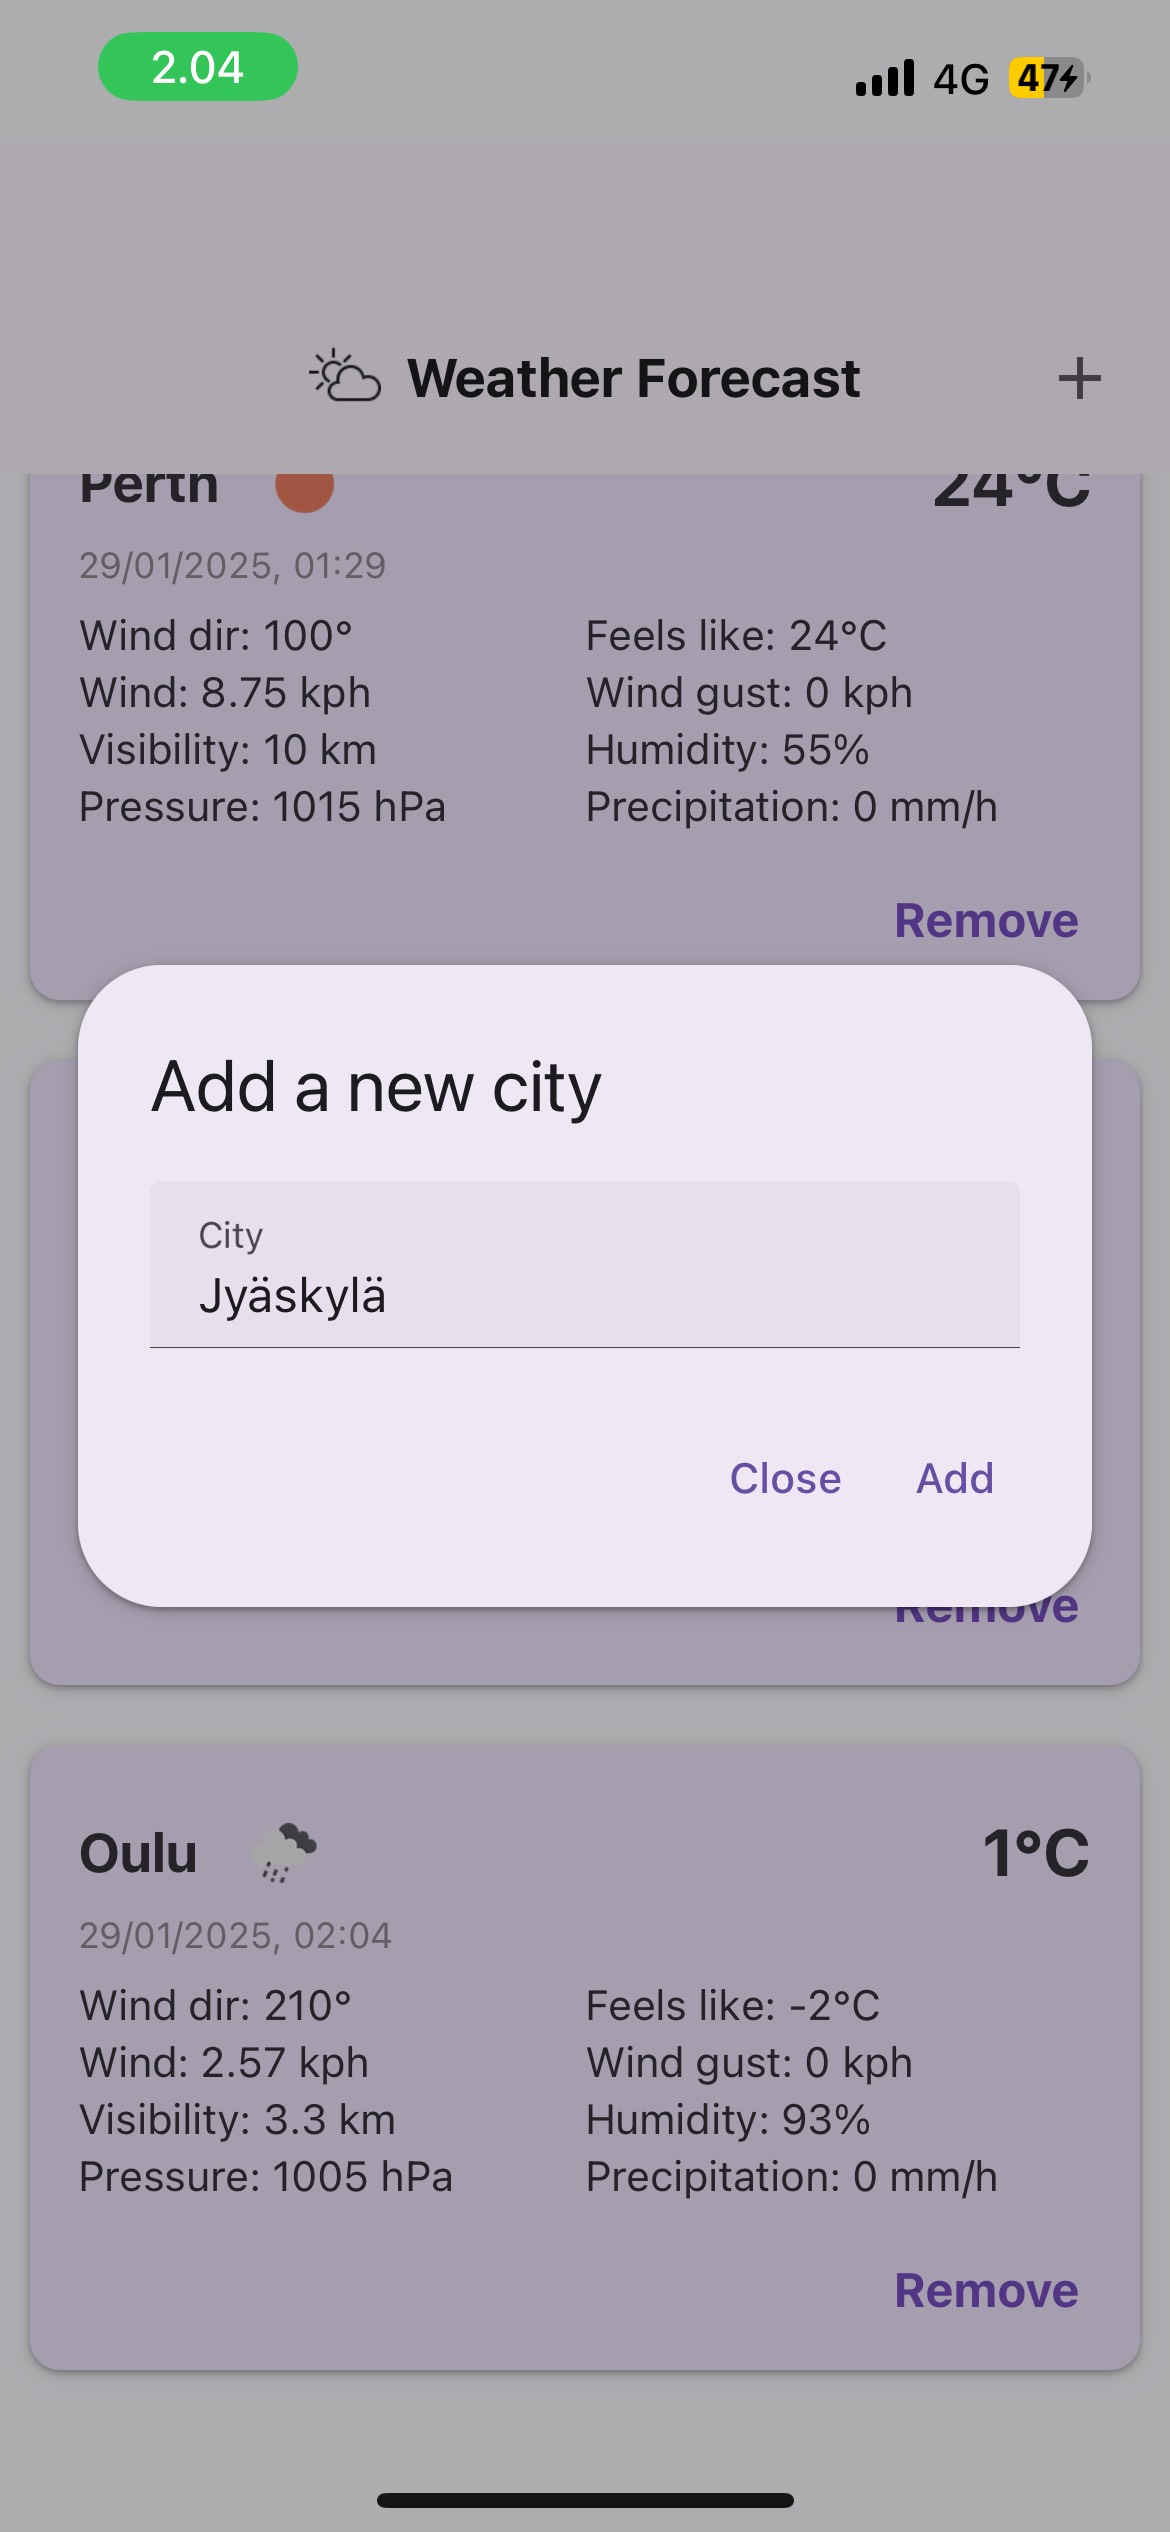 2.04 4G 47
Weather Forecast +
Perth 24°C
29/01/2025, 01:29
Wind dir: 100° Feels like: 24°C
Wind: 8.75 kph Wind gust: 0 kph
Visibility: 10 km Humidity: 55%
Pressure: 1015 hPa Precipitation: 0 mm/h
Remove
Add a new city
City
Jyäskylä
Close Add
Remove
Oulu 1°C
29/01/2025, 02:04
Wind dir: 210° Feels like: -2°C
Wind: 2.57 kph Wind gust: 0 kph
Visibility: 3.3 km Humidity: 93%
Pressure: 1005 hPa Precipitation: 0 mm/h
Remove